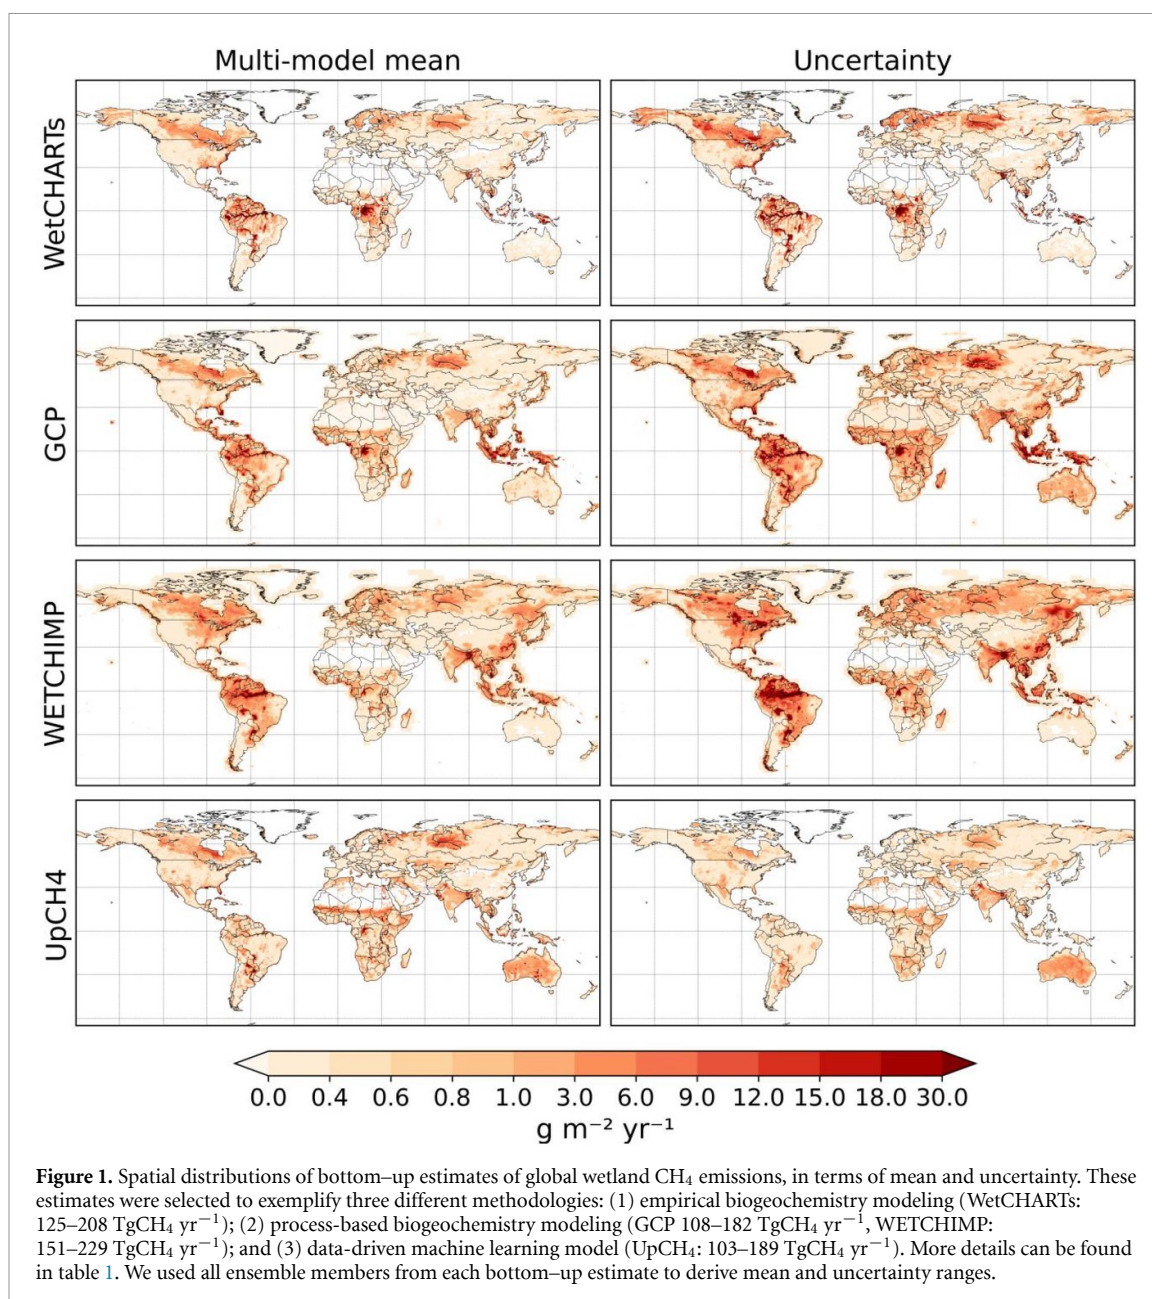 Multi-model mean
Uncertainty
WetCHARTs
GCP
WETCHIMP
UpCH4
0.0 0.4 0.6 0.8 1.0 3.0 6.0 9.0 12.0 15.0 18.0 30.0
g m⁻² yr⁻¹
Figure 1. Spatial distributions of bottom–up estimates of global wetland CH₄ emissions, in terms of mean and uncertainty. These
estimates were selected to exemplify three different methodologies: (1) empirical biogeochemistry modeling (WetCHARTs:
125–208 TgCH₄ yr⁻¹); (2) process-based biogeochemistry modeling (GCP 108–182 TgCH₄ yr⁻¹, WETCHIMP:
151–229 TgCH₄ yr⁻¹); and (3) data-driven machine learning model (UpCH₄: 103–189 TgCH₄ yr⁻¹). More details can be found
in table 1. We used all ensemble members from each bottom–up estimate to derive mean and uncertainty ranges.